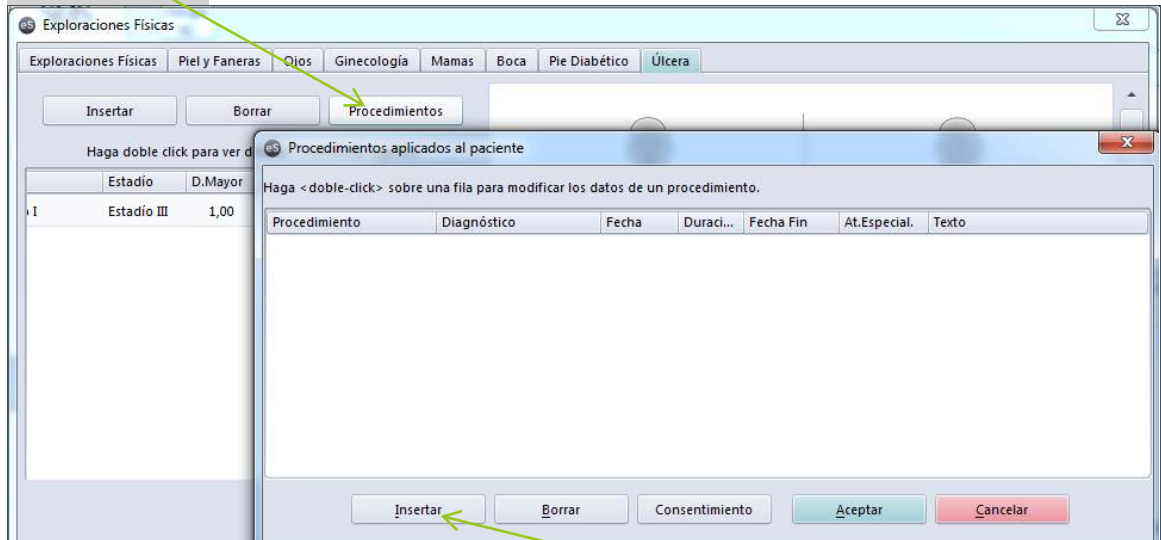 eS Exploraciones Físicas
Exploraciones Físicas Piel y Faneras Ojos Ginecología Mamas Boca Pie Diabético Úlcera
Insertar Borrar Procedimientos
Haga doble click para ver d
Estadío D.Mayor
I Estadío III 1,00
eS Procedimientos aplicados al paciente
Haga <doble-click> sobre una fila para modificar los datos de un procedimiento.
Procedimiento Diagnóstico Fecha Duraci... Fecha Fin At.Especial. Texto
Insertar Borrar Consentimiento Aceptar Cancelar